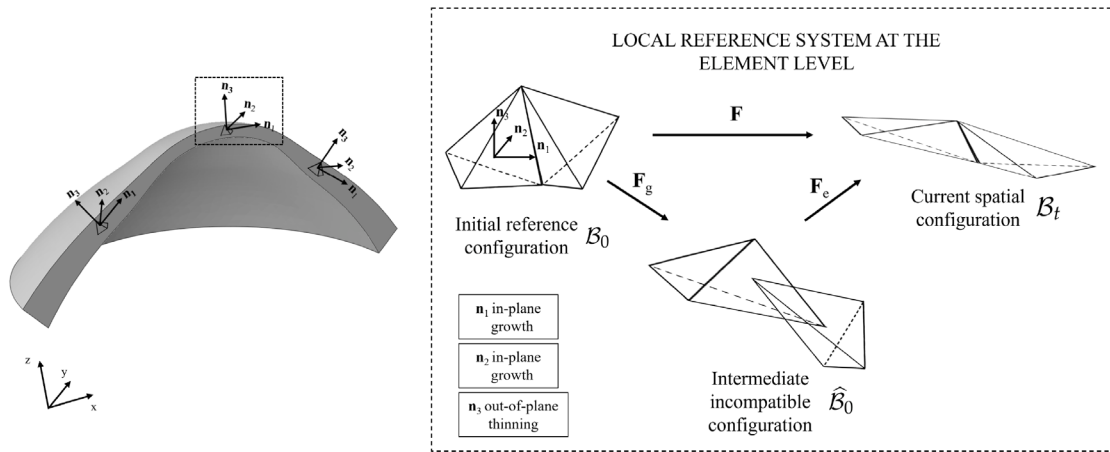 n₃
n₂
n₁
n₃
n₂
n₁
n₃
n₂
n₁
z
y
x
LOCAL REFERENCE SYSTEM AT THE
ELEMENT LEVEL
n₃
n₂
n₁
F
F_g
F_e
Initial reference
configuration 𝓑₀
Current spatial
configuration 𝓑ₜ
n₁ in-plane
growth
n₂ in-plane
growth
n₃ out-of-plane
thinning
Intermediate
incompatible
configuration
𝓑̂₀